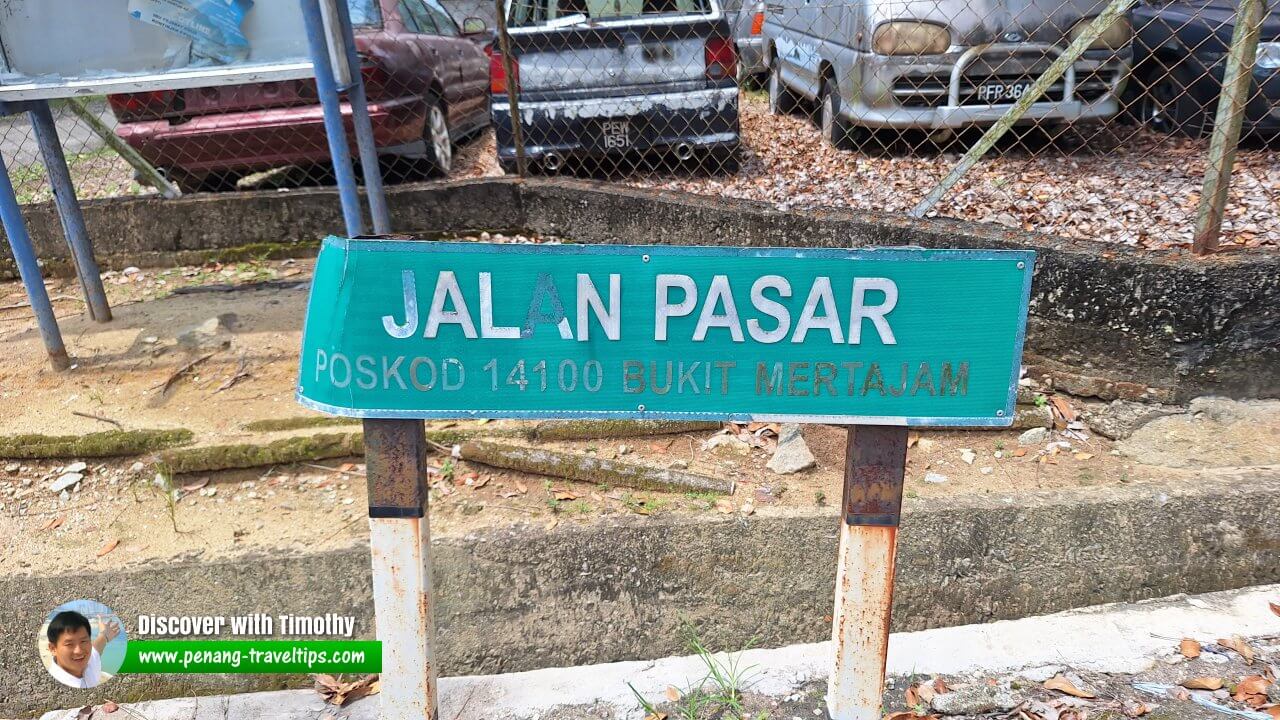 PEW
1651
JALAN PASAR
POSKOD 14100 BUKIT MERTAJAM
Discover with Timothy
www.penang-traveltips.com